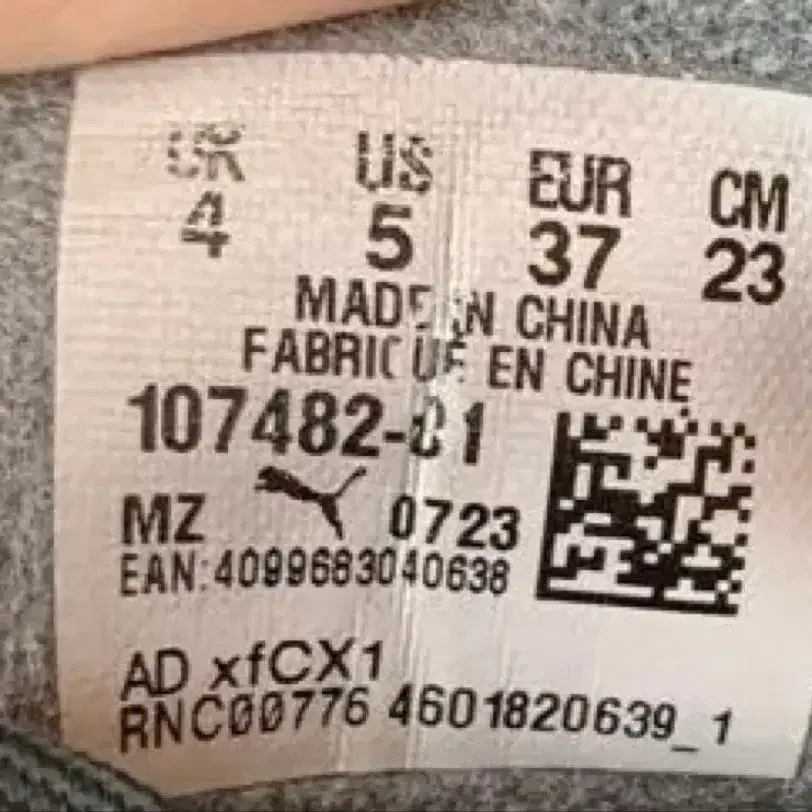 UK US EUR CM
4 5 37 23
MADE IN CHINA
FABRIQUE EN CHINE
107482-01
MZ 0723
EAN:4099683040638
AD xfCX1
RNC00776 4601820639_1